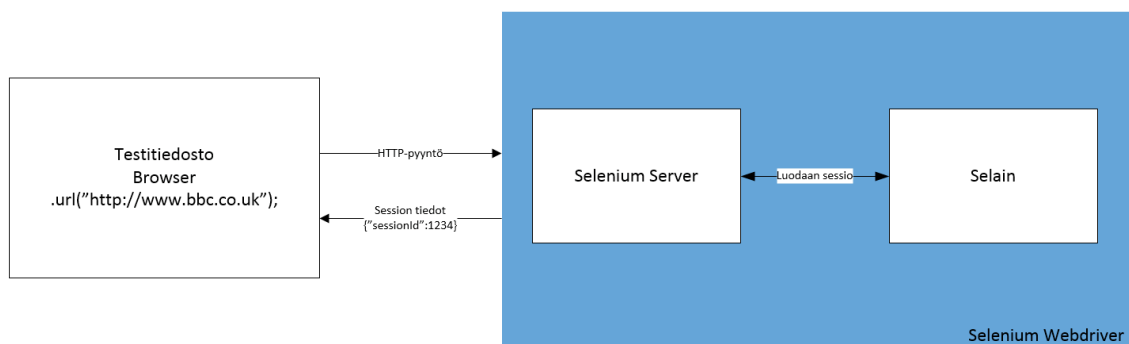 Testitiedosto
Browser
.url(”http://www.bbc.co.uk”);
HTTP-pyyntö
Session tiedot
{”sessionId”:1234}
Selenium Server
Luodaan sessio
Selain
Selenium Webdriver